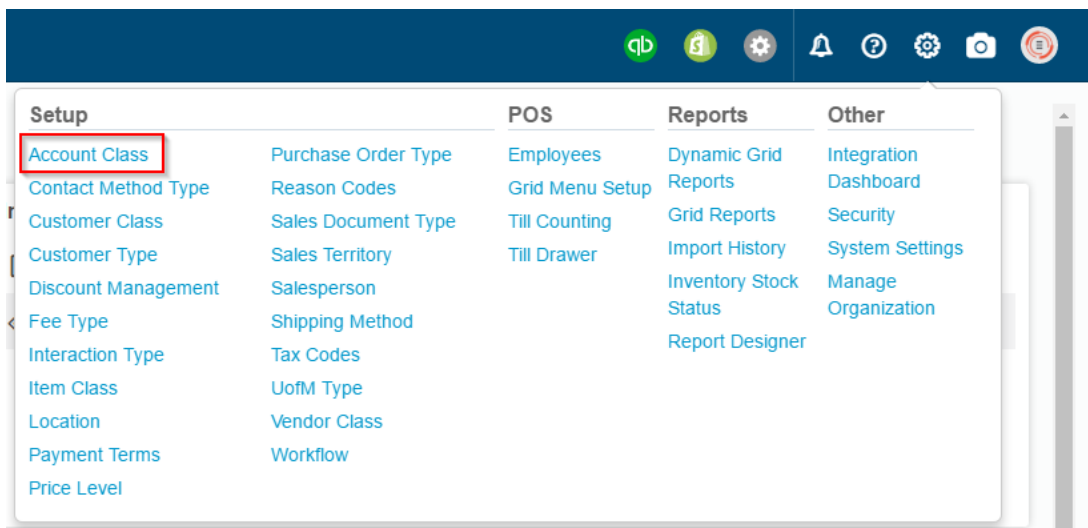 qb
S
?
Setup
Account Class
Contact Method Type
Customer Class
Customer Type
Discount Management
Fee Type
Interaction Type
Item Class
Location
Payment Terms
Price Level
Purchase Order Type
Reason Codes
Sales Document Type
Sales Territory
Salesperson
Shipping Method
Tax Codes
UofM Type
Vendor Class
Workflow
POS
Employees
Grid Menu Setup
Till Counting
Till Drawer
Reports
Dynamic Grid
Reports
Grid Reports
Import History
Inventory Stock
Status
Report Designer
Other
Integration
Dashboard
Security
System Settings
Manage
Organization